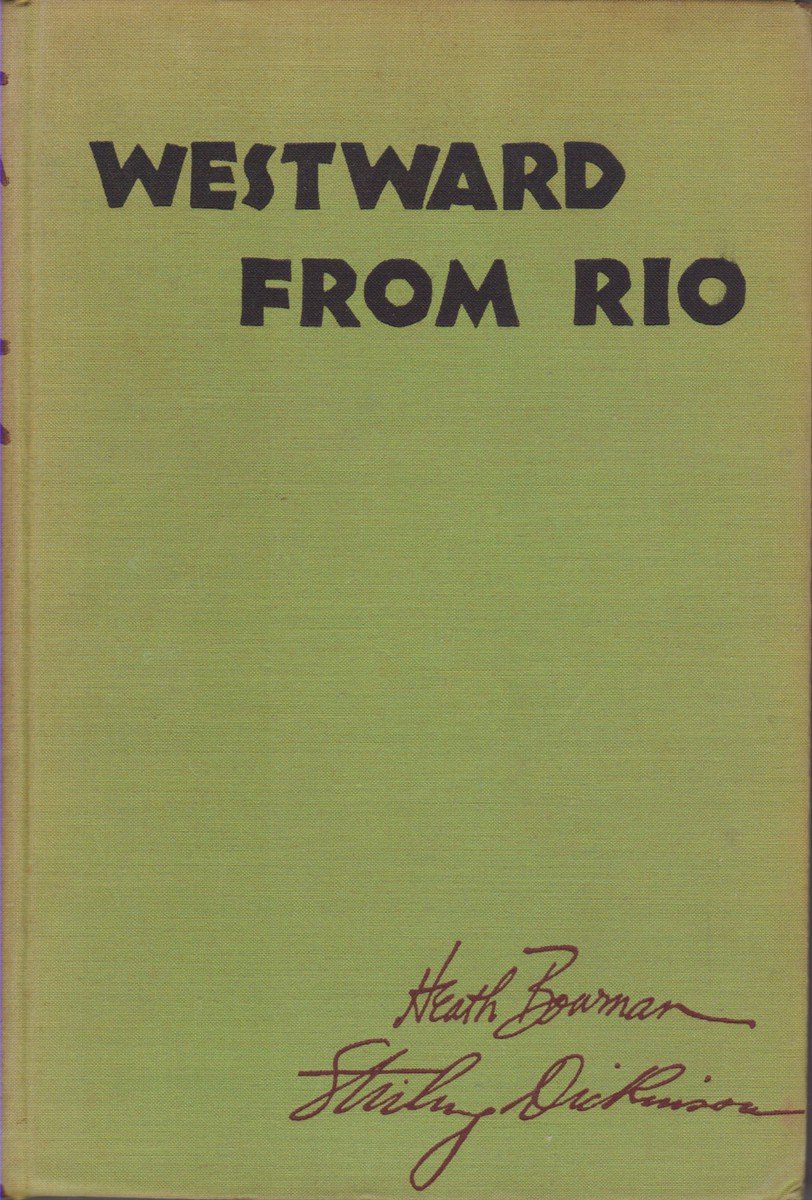 WESTWARD
FROM RIO
Heath Bowman
Stirling Dickinson